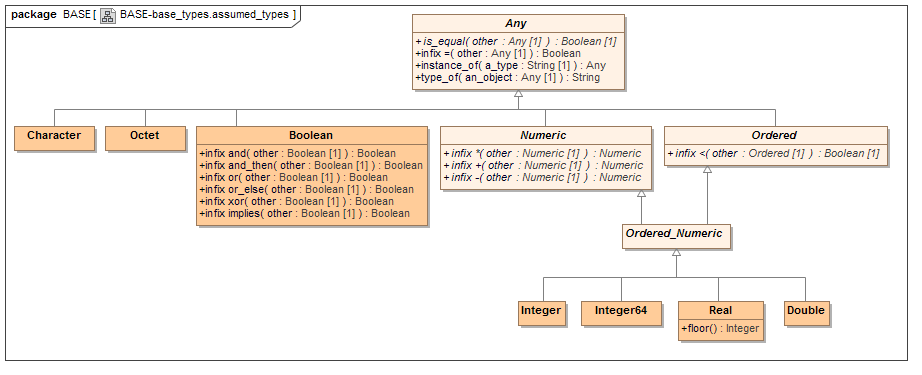 package BASE [ BASE-base_types.assumed_types ]
Any
+ is_equal( other : Any [1] ) : Boolean [1]
+infix =( other : Any [1] ) : Boolean
+instance_of( a_type : String [1] ) : Any
+type_of( an_object : Any [1] ) : String
Character
Octet
Boolean
+infix and( other : Boolean [1] ) : Boolean
+infix and_then( other : Boolean [1] ) : Boolean
+infix or( other : Boolean [1] ) : Boolean
+infix or_else( other : Boolean [1] ) : Boolean
+infix xor( other : Boolean [1] ) : Boolean
+infix implies( other : Boolean [1] ) : Boolean
Numeric
+ infix *( other : Numeric [1] ) : Numeric
+ infix +( other : Numeric [1] ) : Numeric
+ infix -( other : Numeric [1] ) : Numeric
Ordered
+ infix <( other : Ordered [1] ) : Boolean [1]
Ordered_Numeric
Integer
Integer64
Real
+floor() : Integer
Double